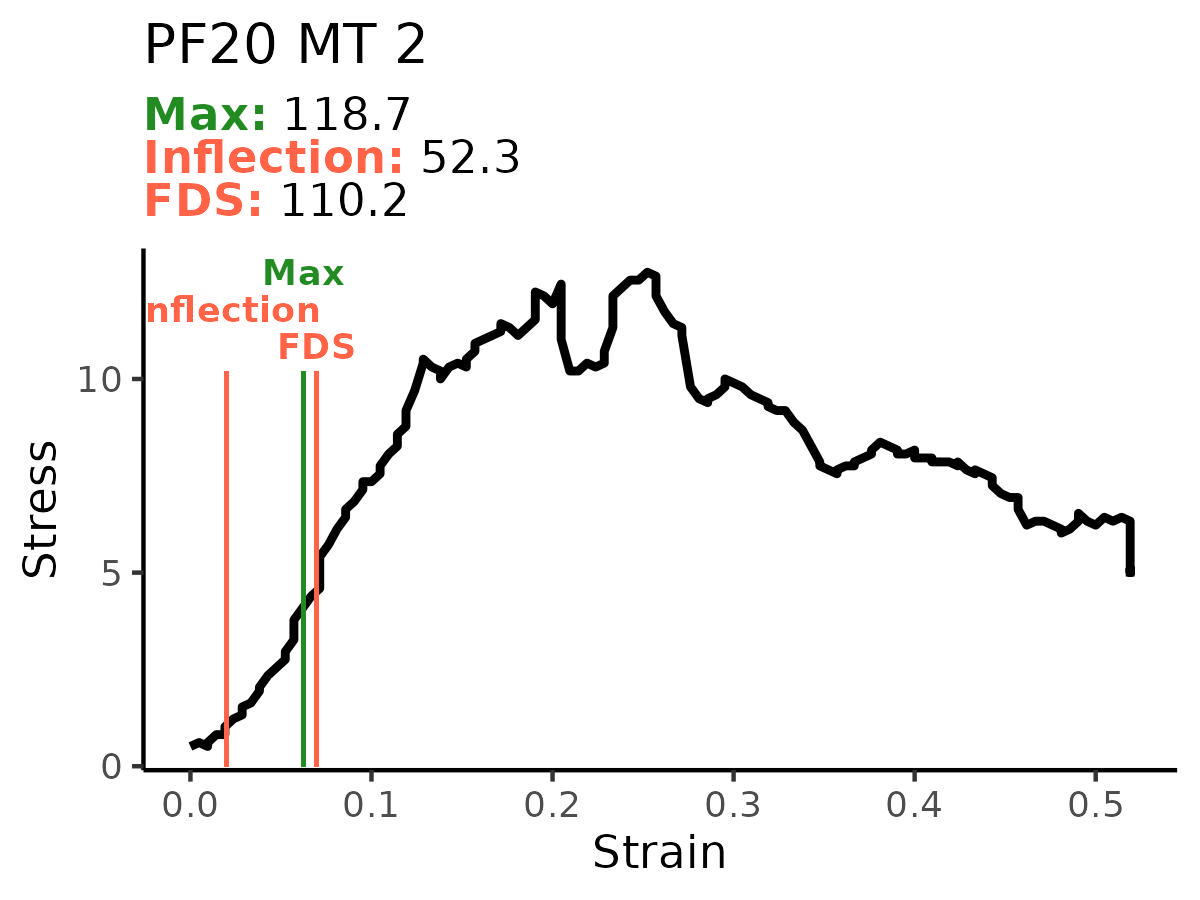 PF20 MT 2
Max: 118.7
Inflection: 52.3
FDS: 110.2
Max
nflection
FDS
10
5
0
Stress
0.0 0.1 0.2 0.3 0.4 0.5
Strain